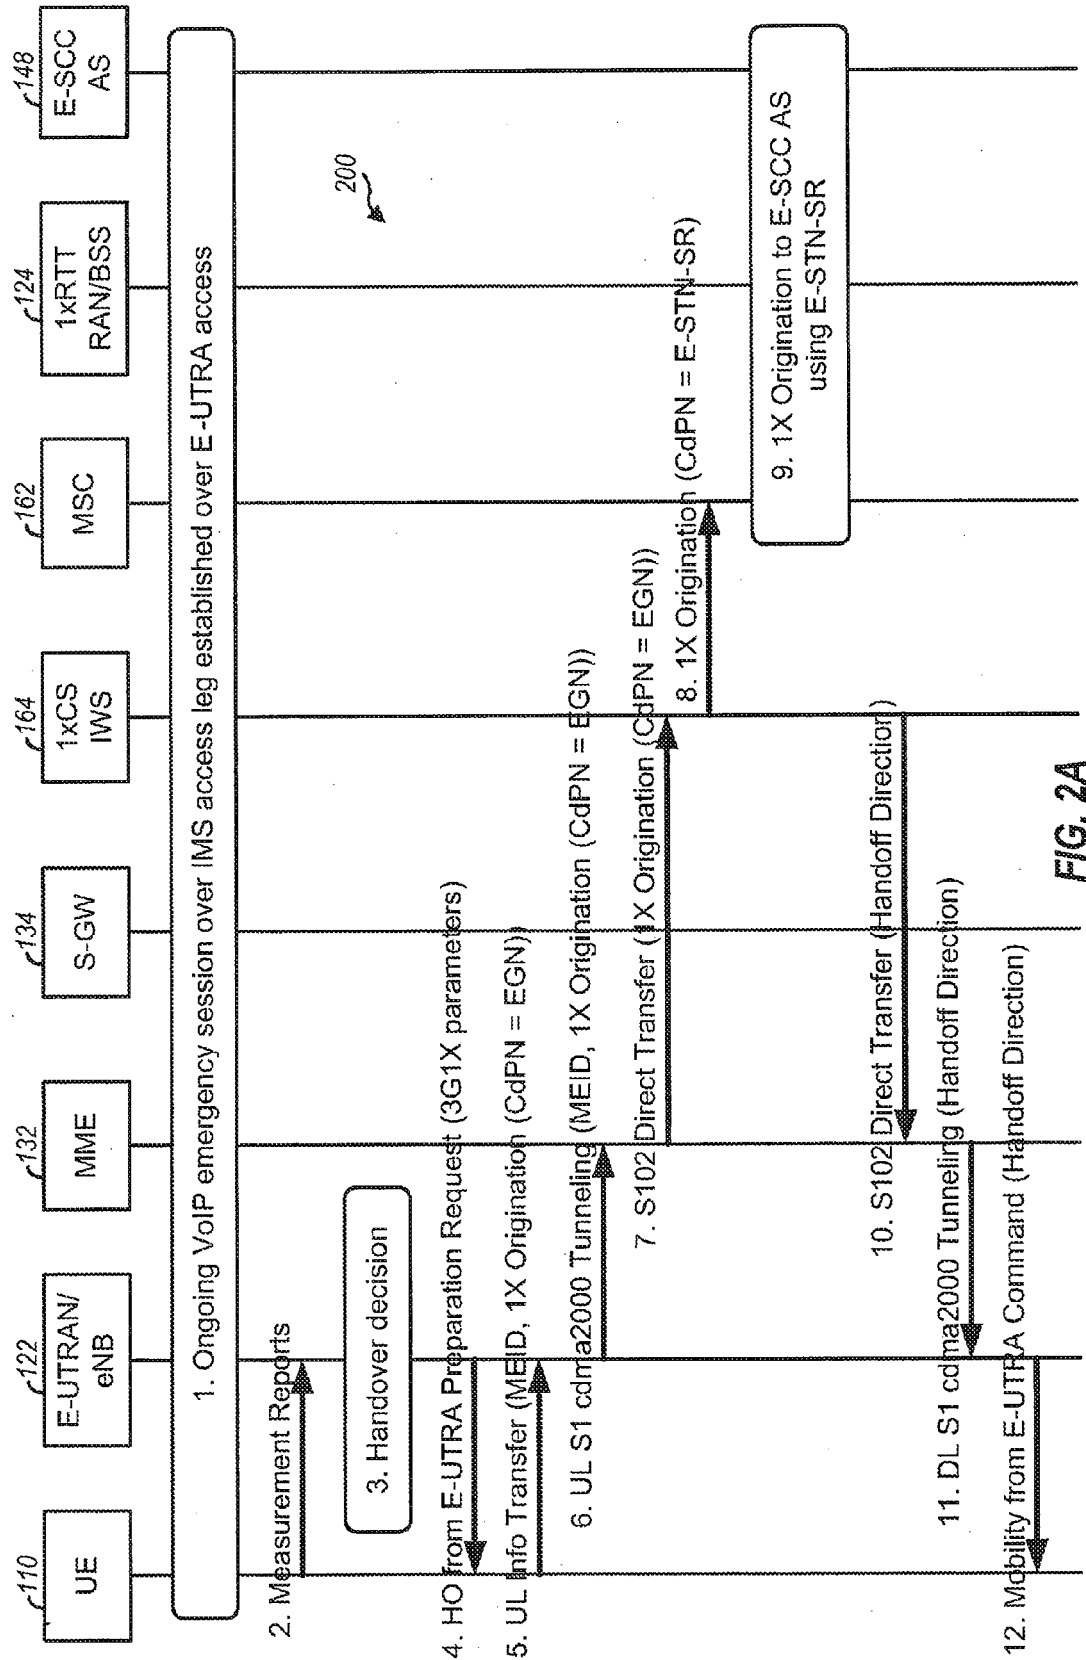 110
UE
122
E-UTRAN/
eNB
132
MME
134
S-GW
164
1xCS
IWS
162
MSC
124
1xRTT
RAN/BSS
148
E-SCC
AS
1. Ongoing VoIP emergency session over IMS access leg established over E-UTRA access
2. Measurement Reports
200
3. Handover decision
4. HO from E-UTRA Preparation Request (3G1X parameters)
5. UL Info Transfer (MEID, 1X Origination (CdPN = EGN))
6. UL S1 cdma2000 Tunneling (MEID, 1X Origination (CdPN = EGN))
7. S102 Direct Transfer (1X Origination (CdPN = EGN))
8. 1X Origination (CdPN = E-STN-SR)
9. 1X Origination to E-SCC AS
using E-STN-SR
10. S102 Direct Transfer (Handoff Direction)
11. DL S1 cdma2000 Tunneling (Handoff Direction)
12. Mobility from E-UTRA Command (Handoff Direction)
FIG. 2A